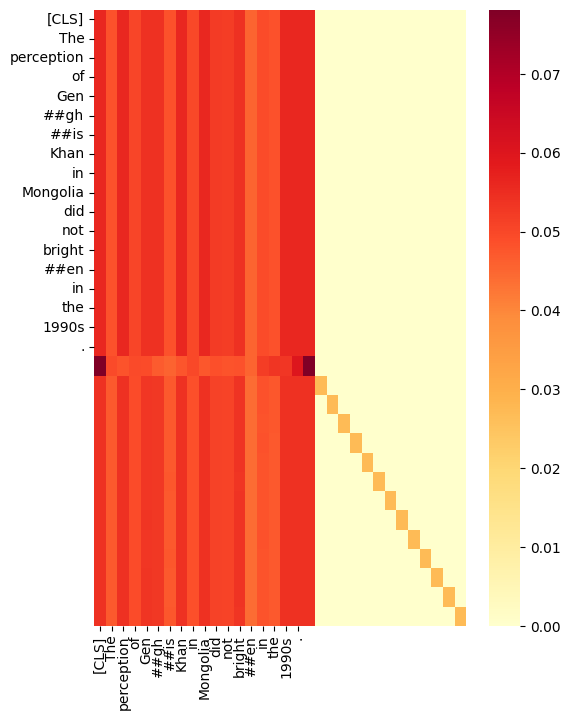 [CLS]
The
perception
of
Gen
##gh
##is
Khan
in
Mongolia
did
not
bright
##en
in
the
1990s
.
0.07
0.06
0.05
0.04
0.03
0.02
0.01
0.00
[CLS]
The
perception
of
Gen
##gh
##is
Khan
in
Mongolia
did
not
bright
##en
in
the
1990s
.